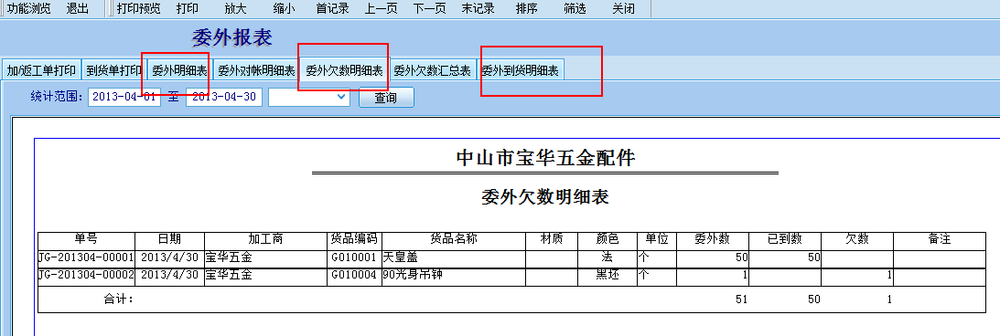 功能浏览 退出 打印预览 打印 放大 缩小 首记录 上一页 下一页 末记录 排序 筛选 关闭
委外报表
加/返工单打印 到货单打印 委外明细表 委外对帐明细表 委外欠数明细表 委外欠数汇总表 委外到货明细表
统计范围: 2013-04-01 至 2013-04-30 查询
中山市宝华五金配件
委外欠数明细表
单号 日期 加工商 货品编码 货品名称 材质 颜色 单位 委外数 已到数 欠数 备注
JG-201304-00001 2013/4/30 宝华五金 G010001 天皇盖 法 个 50 50
JG-201304-00002 2013/4/30 宝华五金 G010004 90光身吊钟 黑坯 个 1 1
合计: 51 50 1